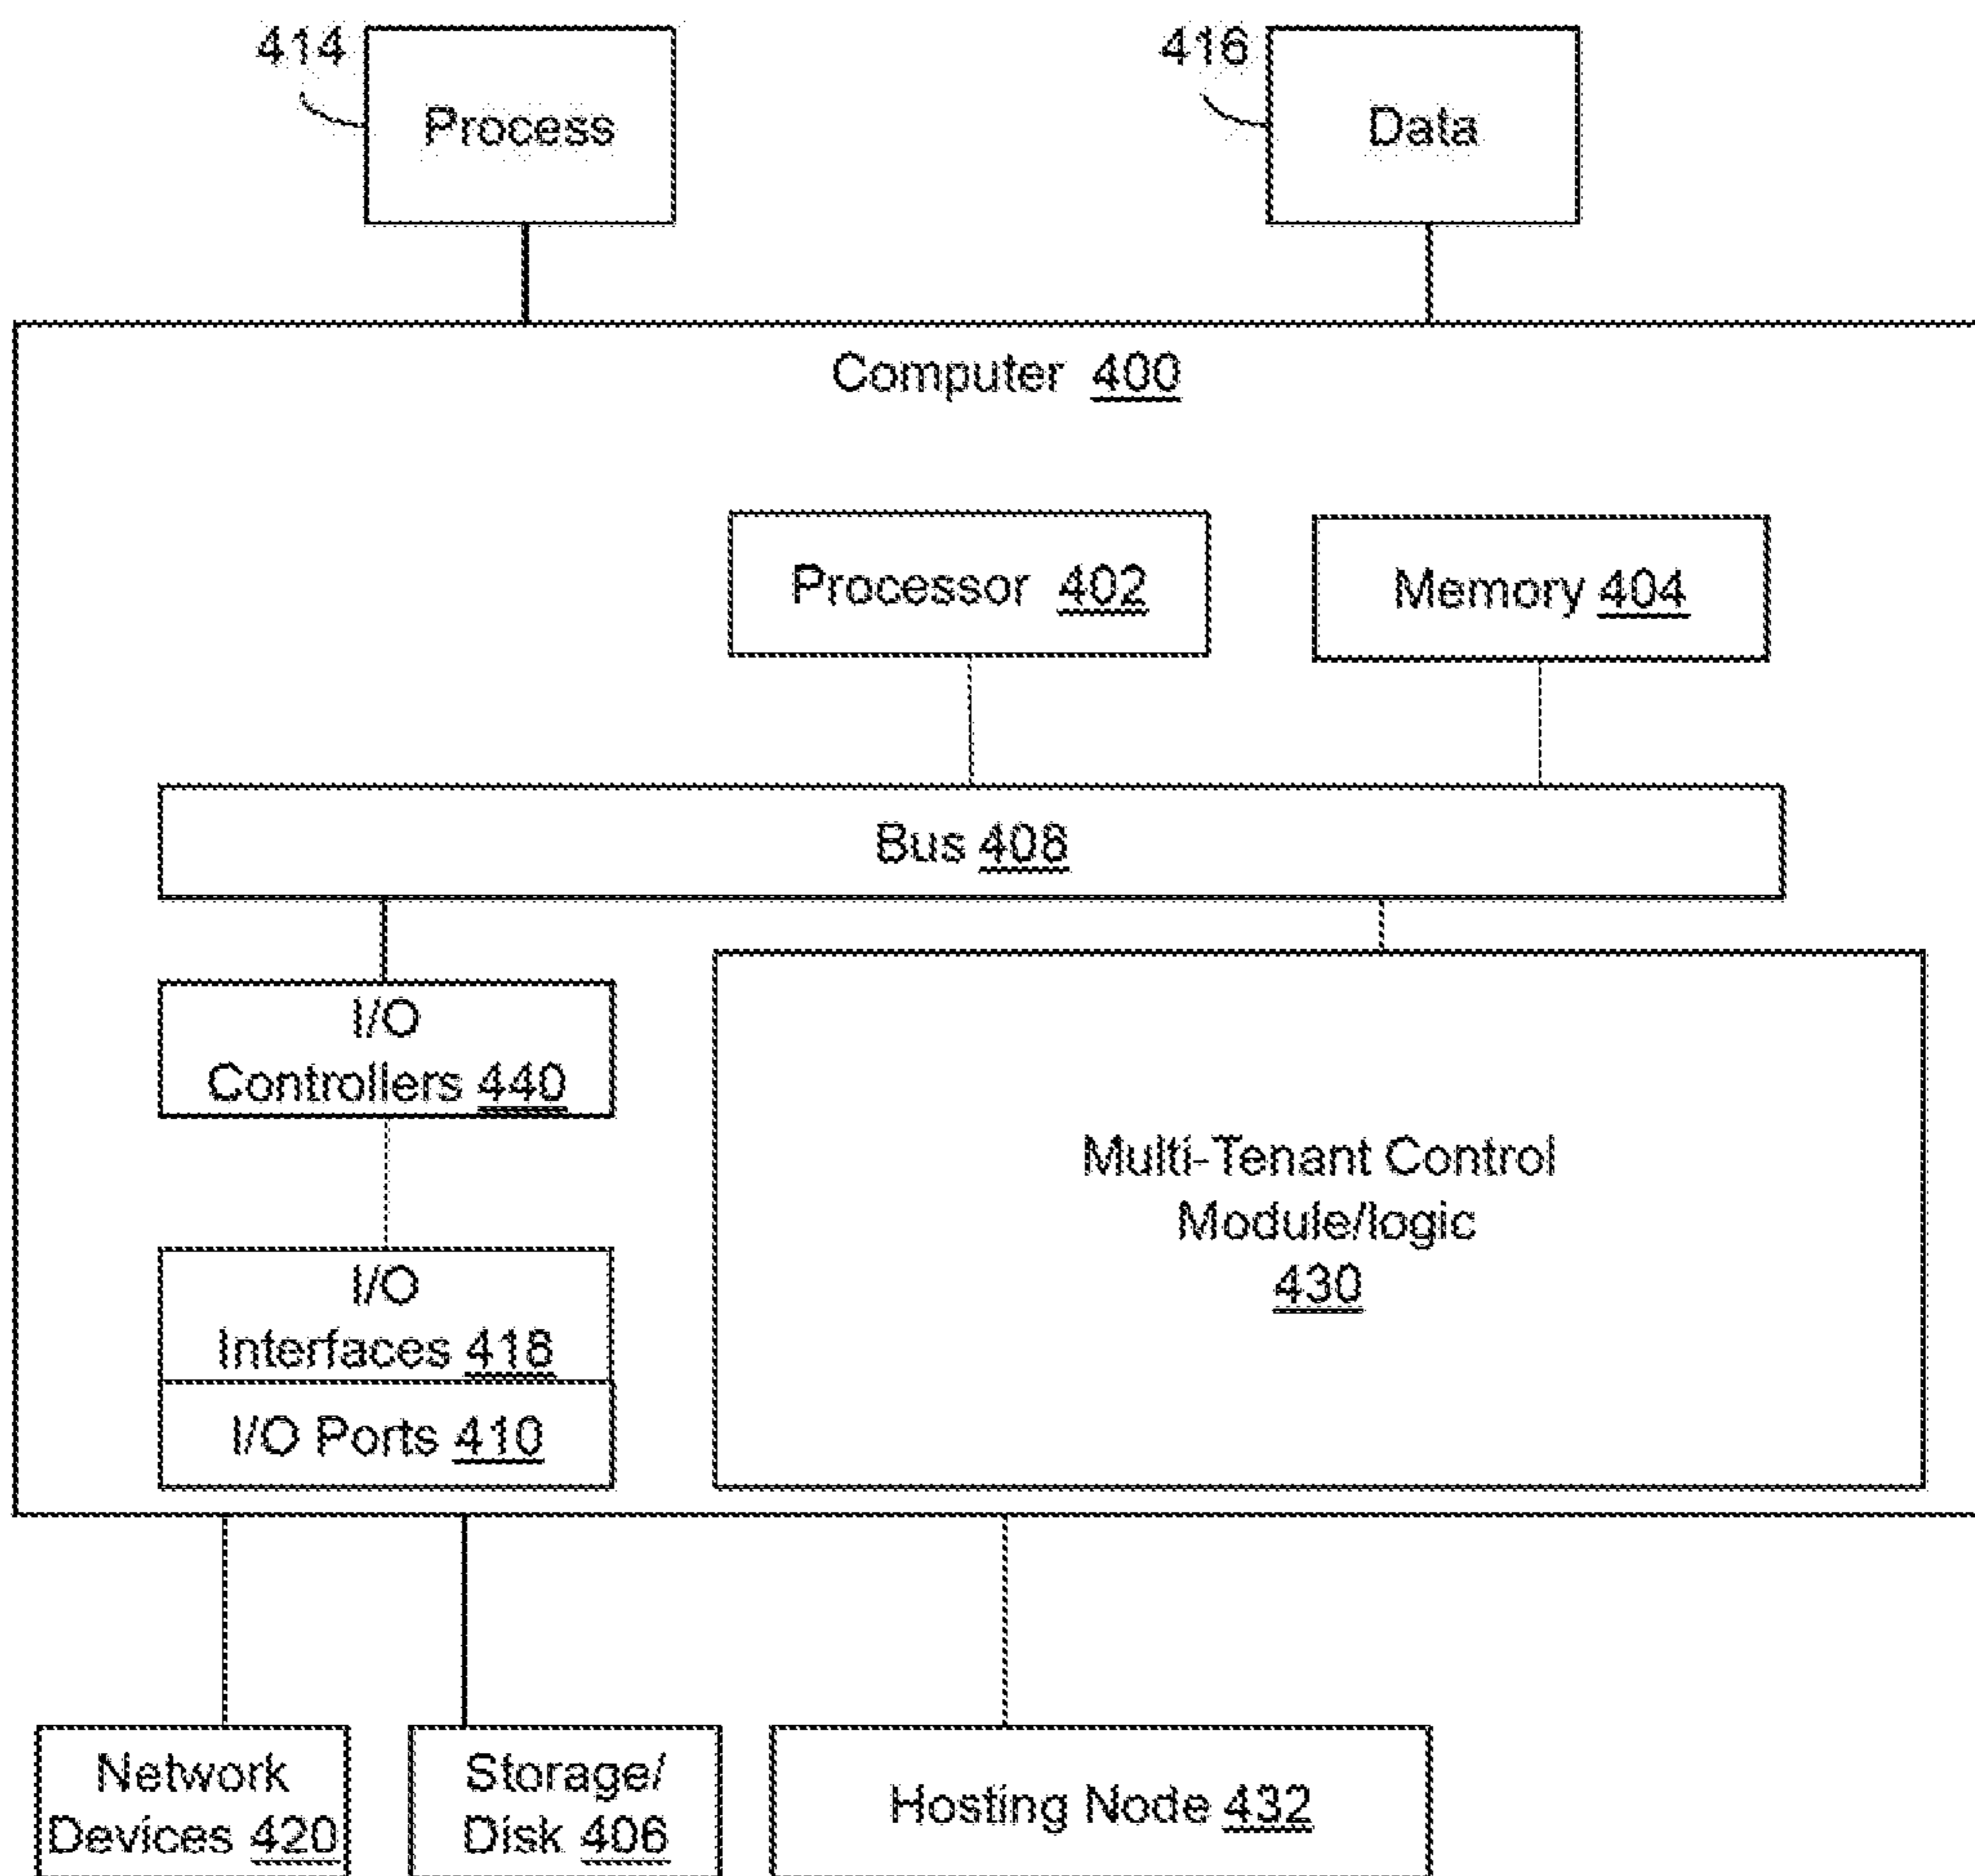 414
Process
416
Data
Computer 400
Processor 402
Memory 404
Bus 408
I/O
Controllers 440
Multi-Tenant Control
Module/logic
430
I/O
Interfaces 418
I/O Ports 410
Network
Devices 420
Storage/
Disk 406
Hosting Node 432